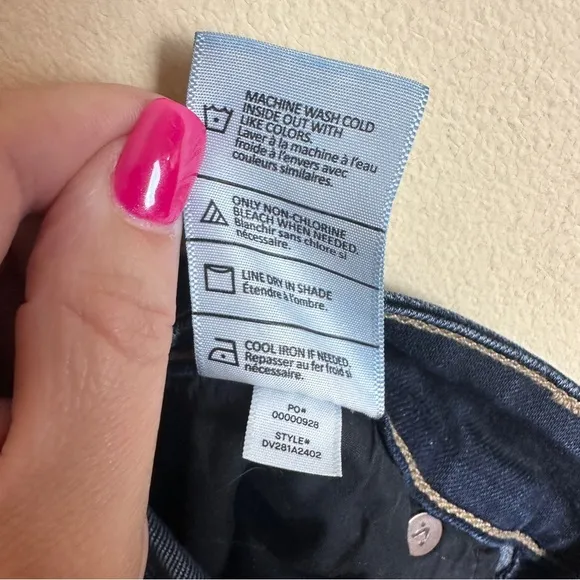 MACHINE WASH COLD
INSIDE OUT WITH
LIKE COLORS.
Laver à la machine à l'eau
froide à l'envers avec
couleurs similaires.
ONLY NON-CHLORINE
BLEACH WHEN NEEDED.
Blanchir sans chlore si
nécessaire.
LINE DRY IN SHADE
Étendre à l'ombre.
COOL IRON IF NEEDED.
Repasser au fer froid si
nécessaire.
PO#
00000928
STYLE#
DV281A2402